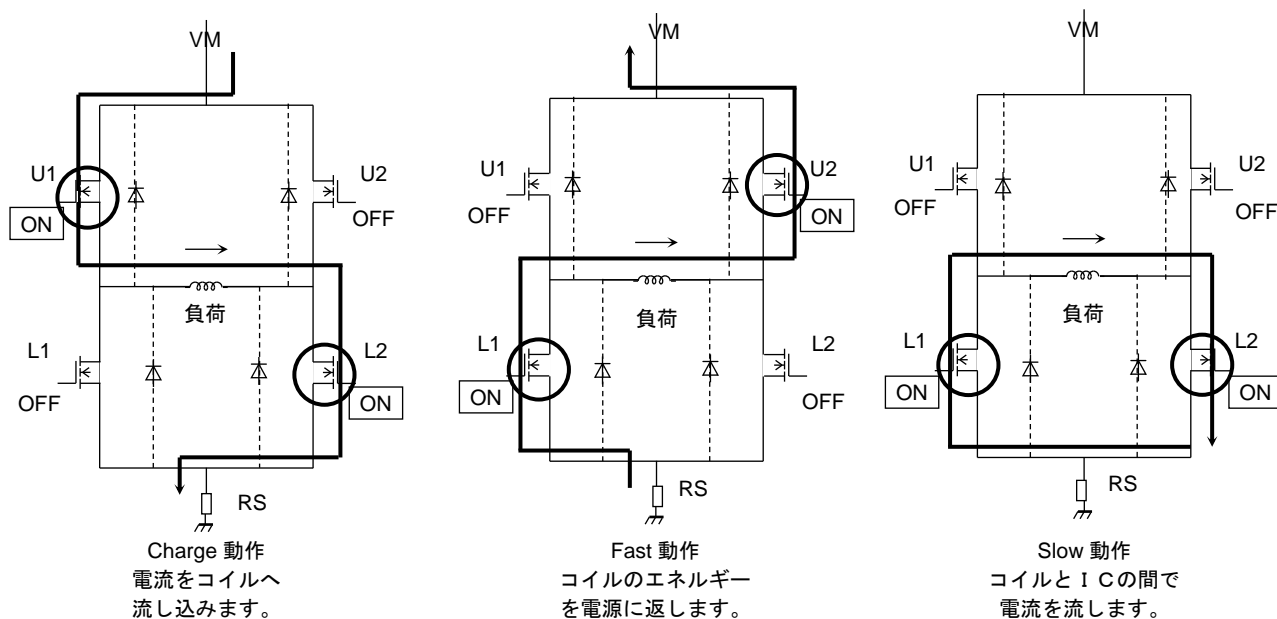 VM
U1
U2
ON
OFF
負荷
L1
L2
OFF
ON
RS
Charge 動作
電流をコイルへ
流し込みます。
VM
U1
U2
OFF
ON
負荷
L1
L2
ON
OFF
RS
Fast 動作
コイルのエネルギー
を電源に返します。
VM
U1
U2
OFF
OFF
負荷
L1
L2
ON
ON
RS
Slow 動作
コイルとＩＣの間で
電流を流します。